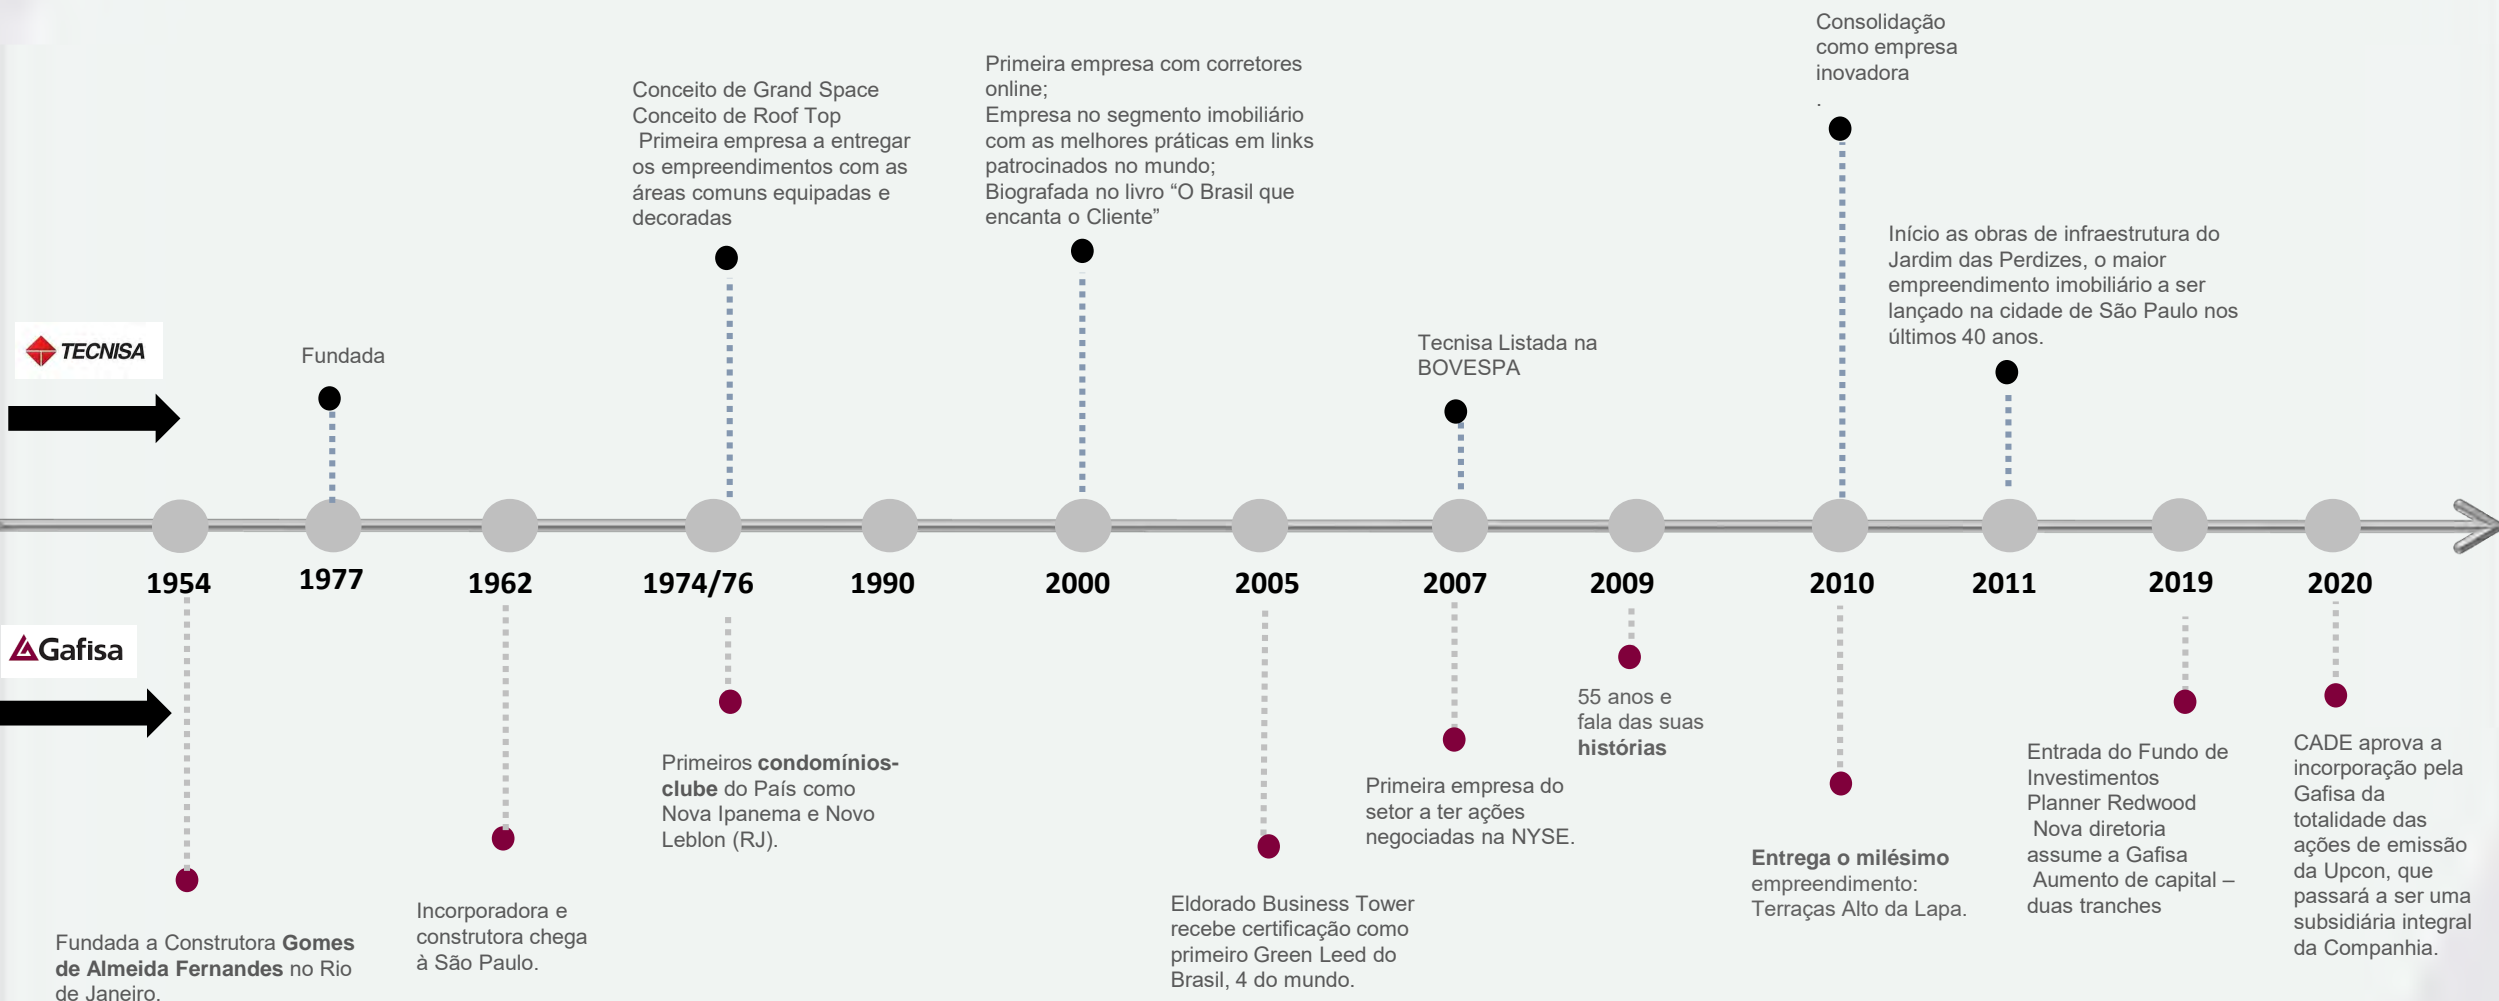 Consolidação
como empresa
inovadora
.
Primeira empresa com corretores
online;
Empresa no segmento imobiliário
com as melhores práticas em links
patrocinados no mundo;
Biografada no livro “O Brasil que
encanta o Cliente”
Conceito de Grand Space
Conceito de Roof Top
Primeira empresa a entregar
os empreendimentos com as
áreas comuns equipadas e
decoradas
Início as obras de infraestrutura do
Jardim das Perdizes, o maior
empreendimento imobiliário a ser
lançado na cidade de São Paulo nos
últimos 40 anos.
TECNISA
Fundada
Tecnisa Listada na
BOVESPA
1954
1977
1962
1974/76
1990
2000
2005
2007
2009
2010
2011
2019
2020
Gafisa
Fundada a Construtora Gomes
de Almeida Fernandes no Rio
de Janeiro.
Incorporadora e
construtora chega
à São Paulo.
Primeiros condomínios-
clube do País como
Nova Ipanema e Novo
Leblon (RJ).
Eldorado Business Tower
recebe certificação como
primeiro Green Leed do
Brasil, 4 do mundo.
Primeira empresa do
setor a ter ações
negociadas na NYSE.
55 anos e
fala das suas
histórias
Entrega o milésimo
empreendimento:
Terraças Alto da Lapa.
Entrada do Fundo de
Investimentos
Planner Redwood
Nova diretoria
assume a Gafisa
Aumento de capital –
duas tranches
CADE aprova a
incorporação pela
Gafisa da
totalidade das
ações de emissão
da Upcon, que
passará a ser uma
subsidiária integral
da Companhia.